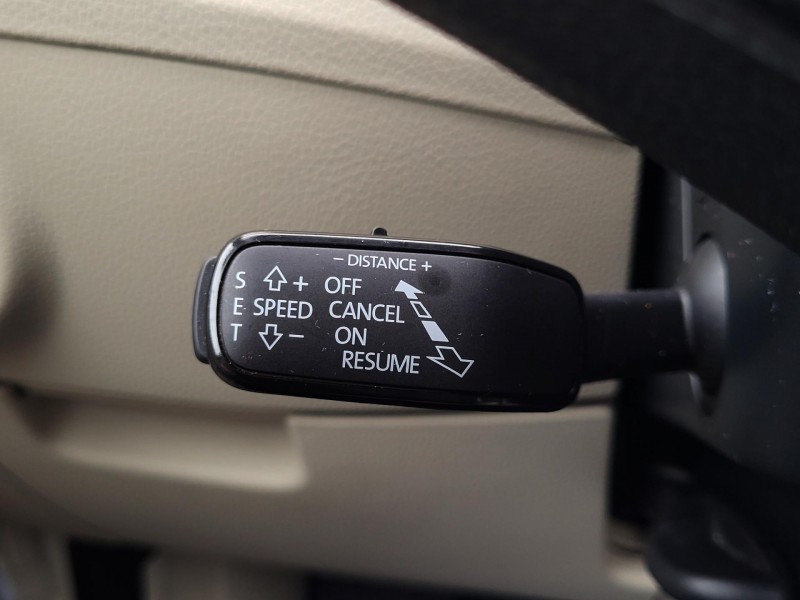 − DISTANCE +
S + OFF
E SPEED CANCEL
T − ON
RESUME